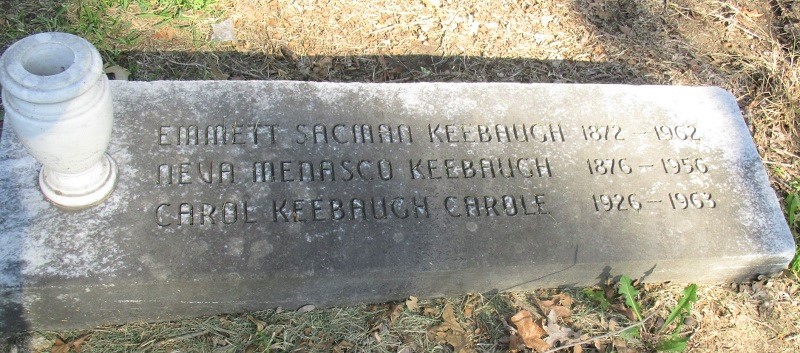 EMMETT SACMAN KEEBAUGH 1872 - 1962
NEVA MENASCO KEEBAUGH 1876 - 1956
CAROL KEEBAUGH CAROLE 1926 - 1963